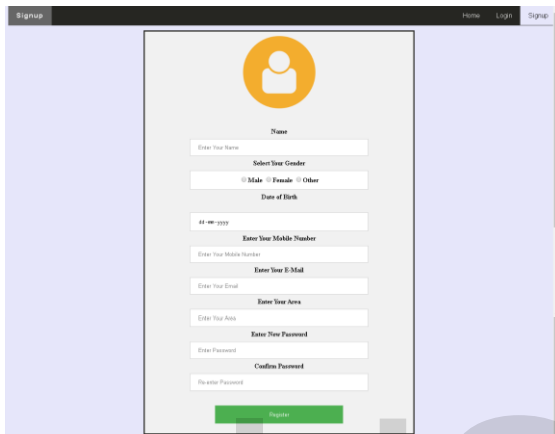 Signup
Home Login Signup
Name
Enter Your Name
Select Your Gender
Male Female Other
Date of Birth
dd-mm-yyyy
Enter Your Mobile Number
Enter Your Mobile Number
Enter Your E-Mail
Enter Your Email
Enter Your Area
Enter Your Area
Enter New Password
Enter Password
Confirm Password
Re-enter Password
Register